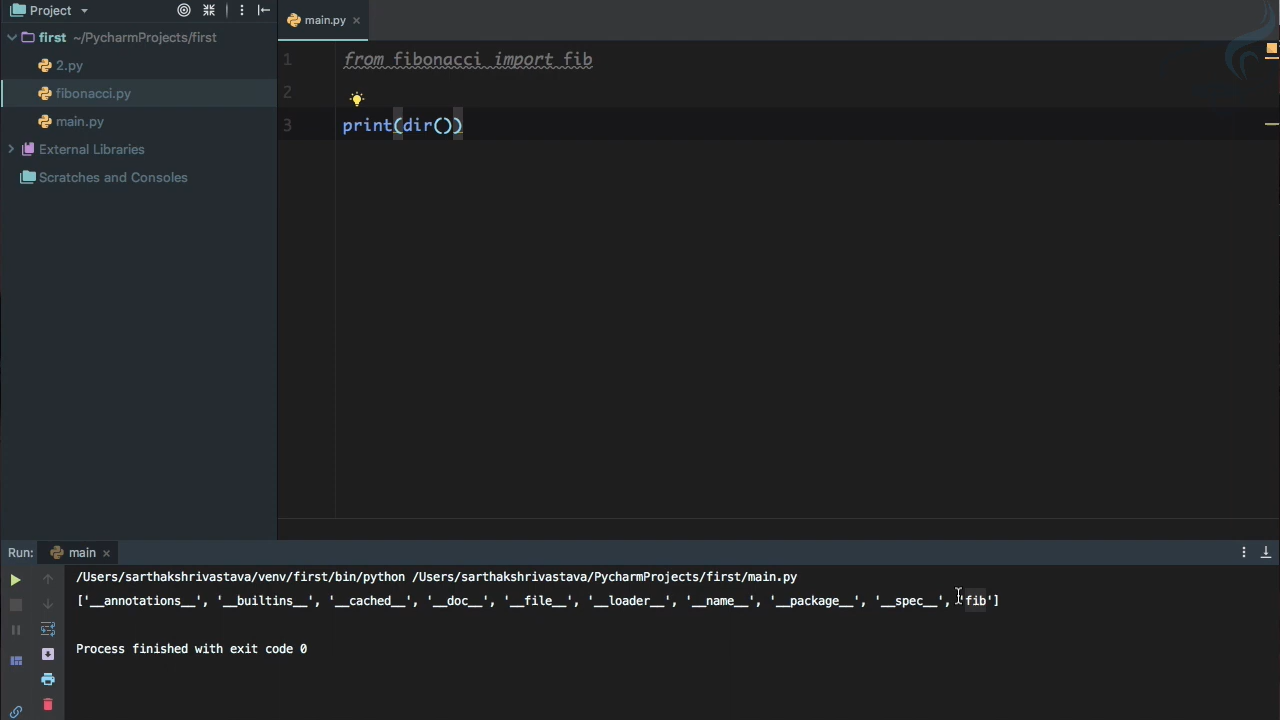 Project
main.py
first ~/PycharmProjects/first
2.py
fibonacci.py
main.py
External Libraries
Scratches and Consoles
1 from fibonacci import fib
2
3 print(dir())
Run: main
/Users/sarthakshrivastava/venv/first/bin/python /Users/sarthakshrivastava/PycharmProjects/first/main.py
['__annotations__', '__builtins__', '__cached__', '__doc__', '__file__', '__loader__', '__name__', '__package__', '__spec__', 'fib']
Process finished with exit code 0